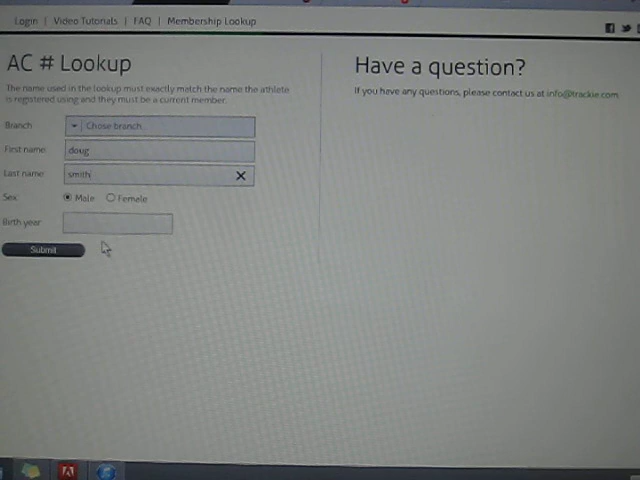 Login | Video Tutorials | FAQ | Membership Lookup
AC # Lookup
The name used in the lookup must exactly match the name the athlete
is registered using and they must be a current member.
Branch
Chose branch
First name:
doug
Last name:
smith
Sex:
Male
Female
Birth year
Submit
Have a question?
If you have any questions, please contact us at info@trackie.com